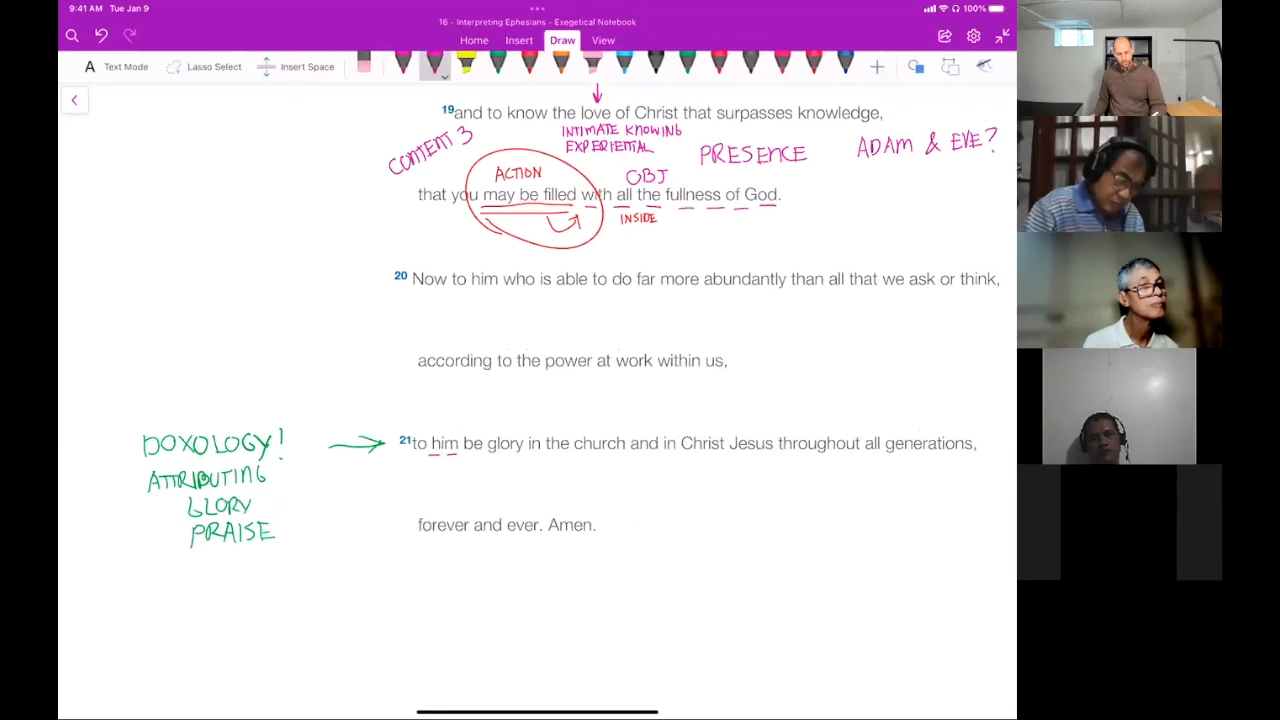 9:41 AM Tue Jan 9
100%
16 - Interpreting Ephesians - Exegetical Notebook
Home Insert Draw View
A Text Mode Lasso Select Insert Space
19and to know the love of Christ that surpasses knowledge,
CONTENT 3
INTIMATE KNOWING
EXPERIENTIAL
PRESENCE
ADAM & EVE?
ACTION
OBJ
that you may be filled with all the fullness of God.
INSIDE
20 Now to him who is able to do far more abundantly than all that we ask or think,
according to the power at work within us,
DOXOLOGY!
21to him be glory in the church and in Christ Jesus throughout all generations,
ATTRIBUTING
GLORY
PRAISE
forever and ever. Amen.